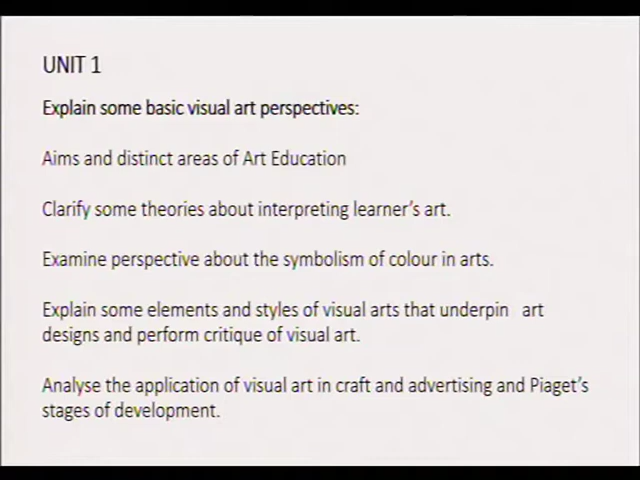 UNIT 1
Explain some basic visual art perspectives:
Aims and distinct areas of Art Education
Clarify some theories about interpreting learner's art.
Examine perspective about the symbolism of colour in arts.
Explain some elements and styles of visual arts that underpin art
designs and perform critique of visual art.
Analyse the application of visual art in craft and advertising and Piaget's
stages of development.